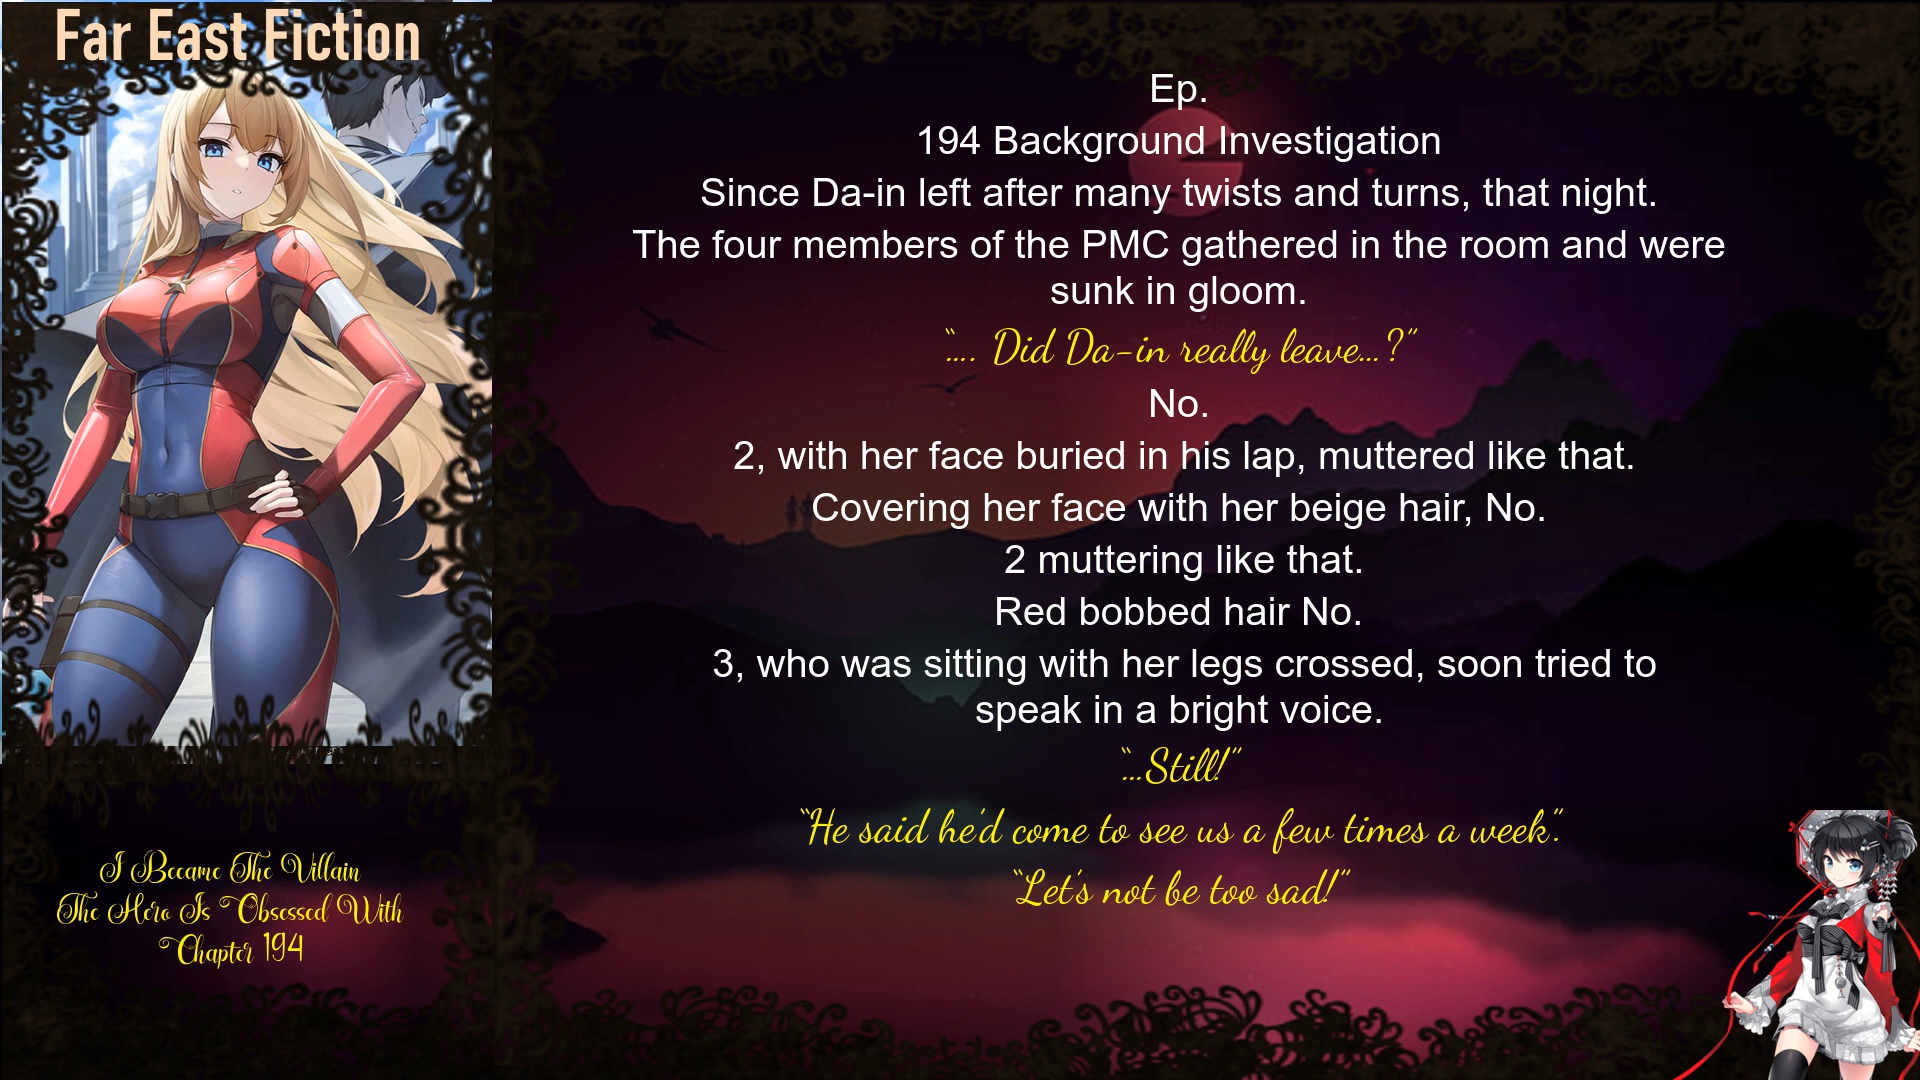 Far East Fiction
Ep.
194 Background Investigation
Since Da-in left after many twists and turns, that night.
The four members of the PMC gathered in the room and were
sunk in gloom.
“.... Did Da-in really leave...?”
No.
2, with her face buried in his lap, muttered like that.
Covering her face with her beige hair, No.
2 muttering like that.
Red bobbed hair No.
3, who was sitting with her legs crossed, soon tried to
speak in a bright voice.
“...Still!”
“He said he'd come to see us a few times a week.”
“Let's not be too sad!”
I Became The Villain
The Hero Is Obsessed With
Chapter 194